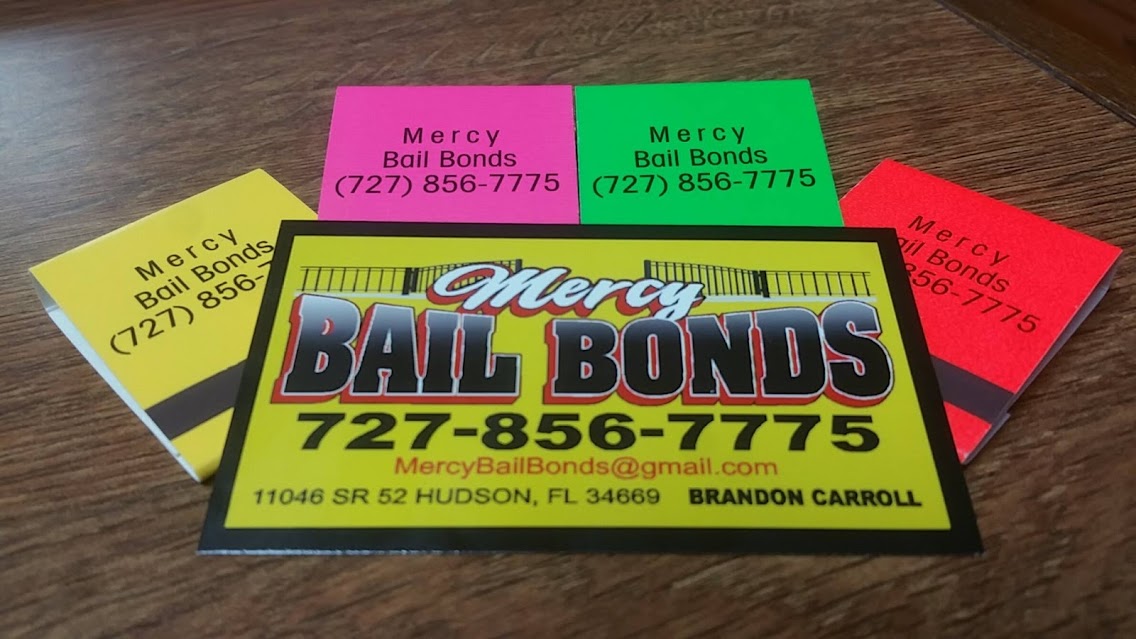 Mercy
Bail Bonds
(727) 856-7775
Mercy
Bail Bonds
(727) 856-7775
Mercy
Bail Bonds
(727) 856-7
Mercy
ail Bonds
856-7775
Mercy
BAIL BONDS
727-856-7775
MercyBailBonds@gmail.com
11046 SR 52 HUDSON, FL 34669 BRANDON CARROLL